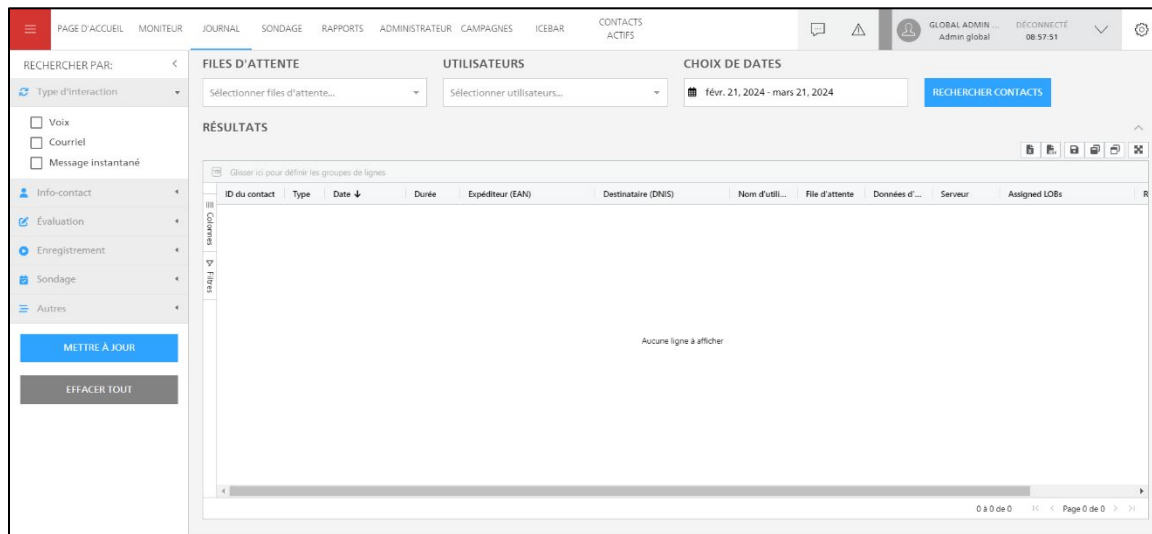 PAGE D'ACCUEIL MONITEUR JOURNAL SONDAGE RAPPORTS ADMINISTRATEUR CAMPAGNES ICEBAR CONTACTS ACTIFS
GLOBAL ADMIN ... DÉCONNECTÉ
Admin global 08:57:51
RECHERCHER PAR:
FILES D'ATTENTE UTILISATEURS CHOIX DE DATES
Type d'interaction
Sélectionner files d'attente... Sélectionner utilisateurs... févr. 21, 2024 - mars 21, 2024 RECHERCHER CONTACTS
Voix
Courriel
Message instantané
RÉSULTATS
Glisser ici pour définir les groupes de lignes
Info-contact
Évaluation
Enregistrement
Sondage
Autres
METTRE À JOUR
EFFACER TOUT
ID du contact Type Date Durée Expéditeur (EAN) Destinataire (DNIS) Nom d'utili... File d'attente Données d'... Serveur Assigned LOBs R
Colonnes
Filtres
Aucune ligne à afficher
0 à 0 de 0 Page 0 de 0